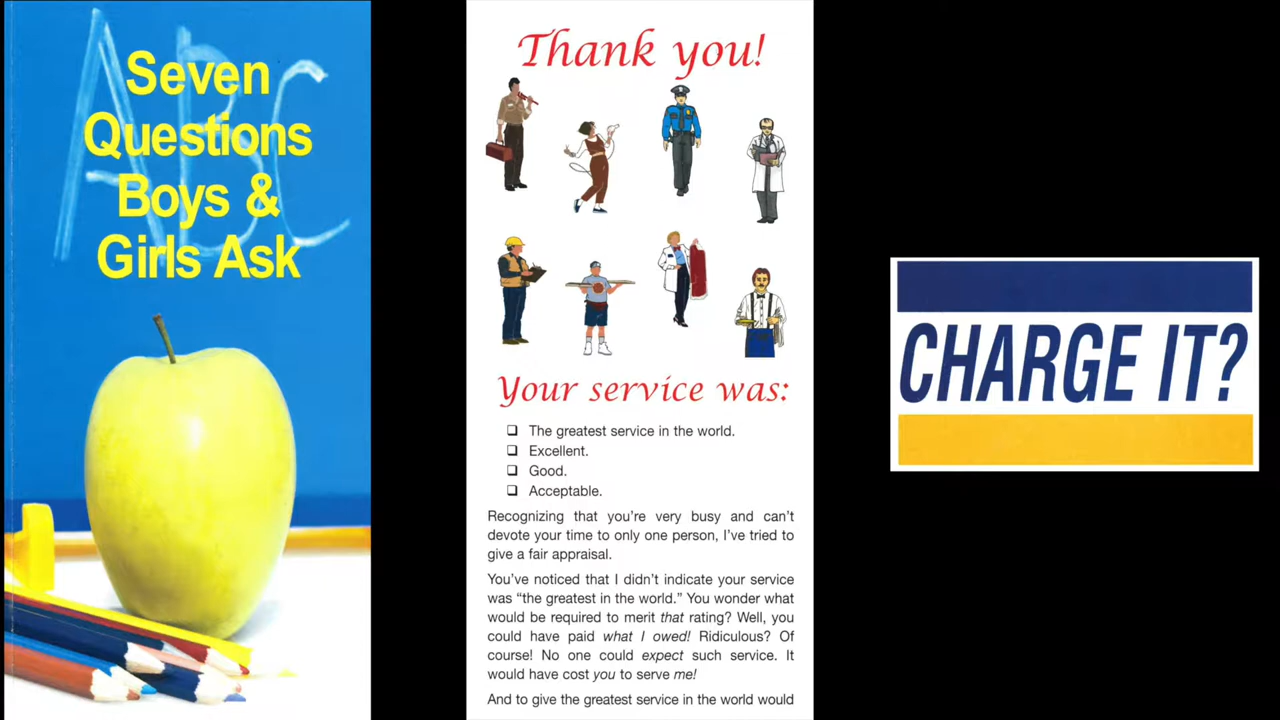 ABC
Seven
Questions
Boys &
Girls Ask
Thank you!
Your service was:
❑ The greatest service in the world.
❑ Excellent.
❑ Good.
❑ Acceptable.
Recognizing that you're very busy and can't
devote your time to only one person, I've tried to
give a fair appraisal.
You've noticed that I didn't indicate your service
was “the greatest in the world.” You wonder what
would be required to merit that rating? Well, you
could have paid what I owed! Ridiculous? Of
course! No one could expect such service. It
would have cost you to serve me!
And to give the greatest service in the world would
CHARGE IT?